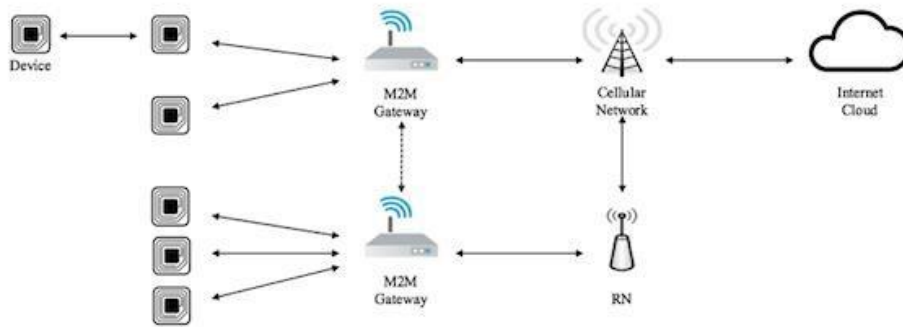 Device
M2M
Gateway
Cellular
Network
Internet
Cloud
M2M
Gateway
RN